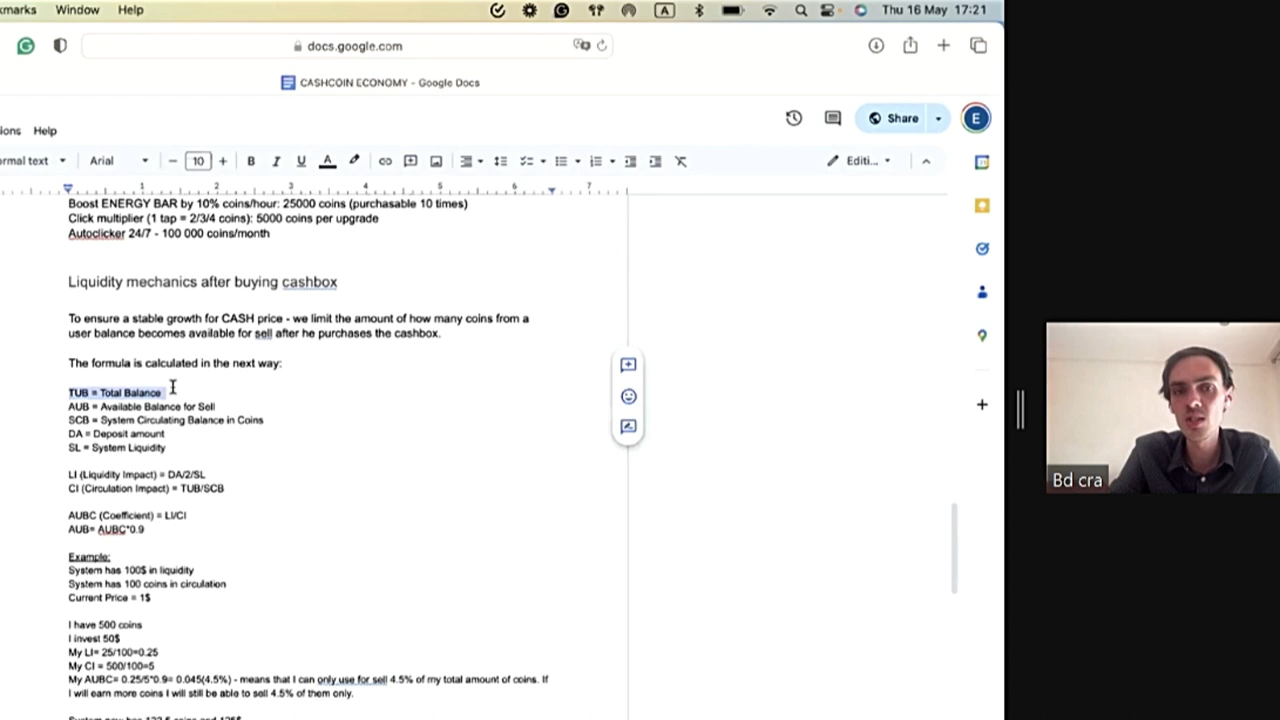 kmarks Window Help A Thu 16 May 17:21
docs.google.com
CASHCOIN ECONOMY - Google Docs
ions Help
Share E
rmal text Arial 10 B I U A Editi...
1 2 3 4 5 6 7
Boost ENERGY BAR by 10% coins/hour: 25000 coins (purchasable 10 times)
Click multiplier (1 tap = 2/3/4 coins): 5000 coins per upgrade
Autoclicker 24/7 - 100 000 coins/month
Liquidity mechanics after buying cashbox
To ensure a stable growth for CASH price - we limit the amount of how many coins from a
user balance becomes available for sell after he purchases the cashbox.
The formula is calculated in the next way:
TUB = Total Balance
AUB = Available Balance for Sell
SCB = System Circulating Balance in Coins
DA = Deposit amount
SL = System Liquidity
LI (Liquidity Impact) = DA/2/SL
CI (Circulation Impact) = TUB/SCB
AUBC (Coefficient) = LI/CI
AUB= AUBC*0.9
Example:
System has 100$ in liquidity
System has 100 coins in circulation
Current Price = 1$
I have 500 coins
I invest 50$
My LI= 25/100=0.25
My CI = 500/100=5
My AUBC= 0.25/5*0.9= 0.045(4.5%) - means that I can only use for sell 4.5% of my total amount of coins. If
I will earn more coins I will still be able to sell 4.5% of them only.
Bd cra